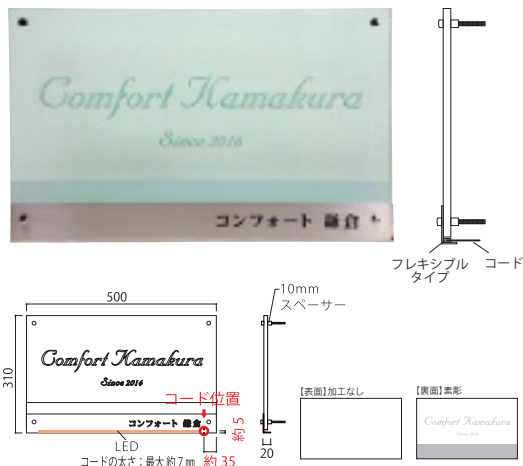 Comfort Kamakura
Since 2016
コンフォート 鎌倉
フレキシブル
タイプ
コード
500
310
Comfort Kamakura
Since 2016
コンフォート 鎌倉
コード位置
約5
LED
コードの太さ：最大約7㎜
約35
10mm
スペーサー
20
【表面】加工なし
【裏面】素彫
Comfort Kamakura
Since 2016